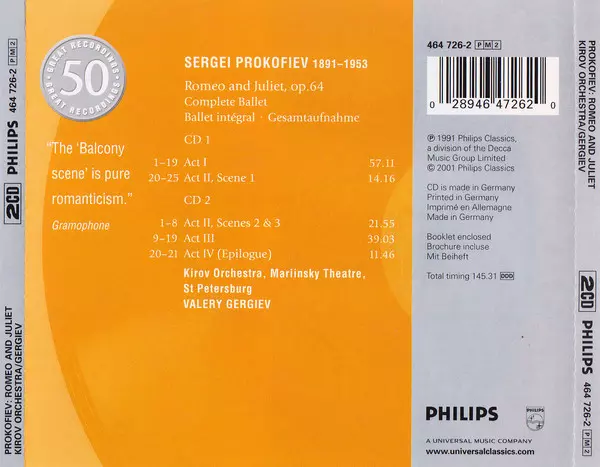 PROKOFIEV: ROMEO AND JULIET
KIROV ORCHESTRA/GERGIEV
2CD PHILIPS 464 726-2 PM2
GREAT RECORDINGS
50
GREAT RECORDINGS
"The 'Balcony
scene' is pure
romanticism."
Gramophone
SERGEI PROKOFIEV 1891–1953
Romeo and Juliet, op.64
Complete Ballet
Ballet intégral · Gesamtaufnahme
CD 1
1–19 Act I 57.11
20–25 Act II, Scene 1 14.16
CD 2
1–8 Act II, Scenes 2 & 3 21.55
9–19 Act III 39.03
20–21 Act IV (Epilogue) 11.46
Kirov Orchestra, Mariinsky Theatre,
St Petersburg
VALERY GERGIEV
464 726-2 PM2
0 28946 47262 0
℗ 1991 Philips Classics,
a division of the Decca
Music Group Limited
© 2001 Philips Classics
CD is made in Germany
Printed in Germany
Imprimé en Allemagne
Made in Germany
Booklet enclosed
Brochure incluse
Mit Beiheft
Total timing 145.31 DDD
PHILIPS
PHILIPS
A UNIVERSAL MUSIC COMPANY
www.universalclassics.com
PROKOFIEV: ROMEO AND JULIET
KIROV ORCHESTRA/GERGIEV
2CD PHILIPS 464 726-2 PM2